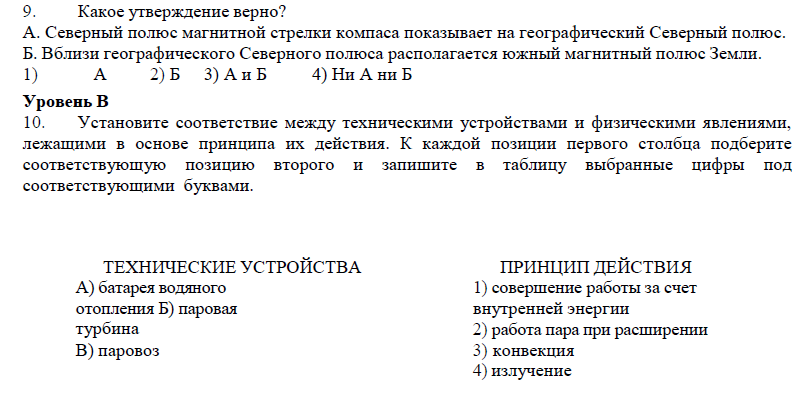 9. Какое утверждение верно?
А. Северный полюс магнитной стрелки компаса показывает на географический Северный полюс.
Б. Вблизи географического Северного полюса располагается южный магнитный полюс Земли.
1) А 2) Б 3) А и Б 4) Ни А ни Б
Уровень В
10. Установите соответствие между техническими устройствами и физическими явлениями,
лежащими в основе принципа их действия. К каждой позиции первого столбца подберите
соответствующую позицию второго и запишите в таблицу выбранные цифры под
соответствующими буквами.
ТЕХНИЧЕСКИЕ УСТРОЙСТВА
А) батарея водяного
отопления Б) паровая
турбина
В) паровоз
ПРИНЦИП ДЕЙСТВИЯ
1) совершение работы за счет
внутренней энергии
2) работа пара при расширении
3) конвекция
4) излучение